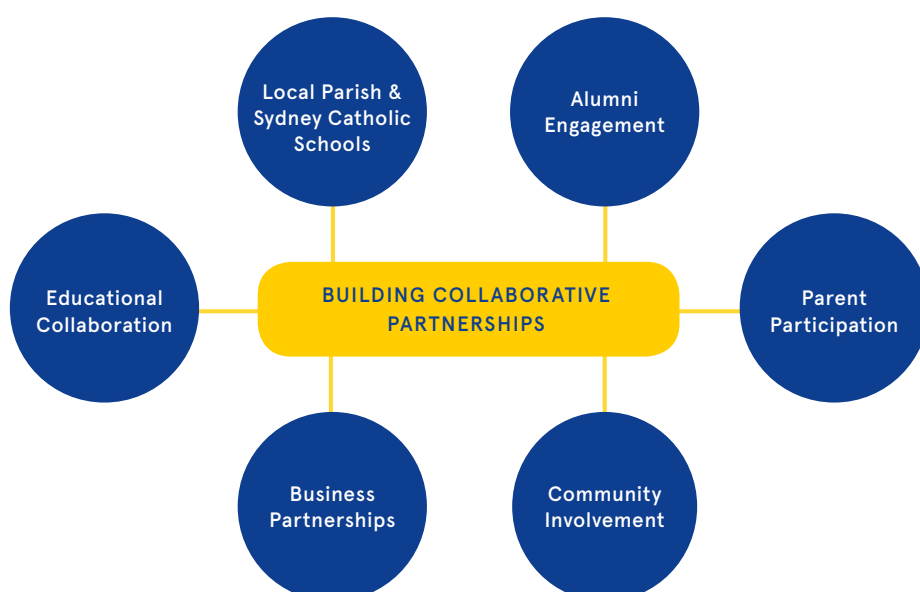 Local Parish &
Sydney Catholic
Schools
Alumni
Engagement
Educational
Collaboration
BUILDING COLLABORATIVE
PARTNERSHIPS
Parent
Participation
Business
Partnerships
Community
Involvement